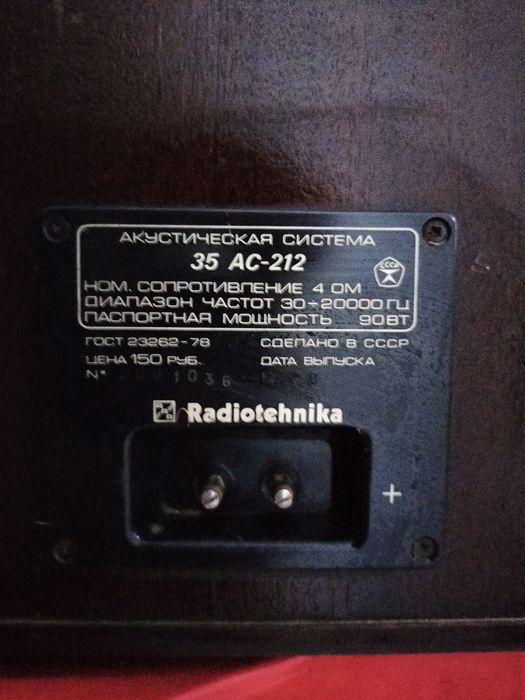 АКУСТИЧЕСКАЯ СИСТЕМА
35 АС-212
СССР
НОМ. СОПРОТИВЛЕНИЕ 4 ОМ
ДИАПАЗОН ЧАСТОТ 30÷20000 ГЦ
ПАСПОРТНАЯ МОЩНОСТЬ 90 ВТ
ГОСТ 23262-78 СДЕЛАНО В СССР
ЦЕНА 150 РУБ. ДАТА ВЫПУСКА
N°
Radiotehnika
+